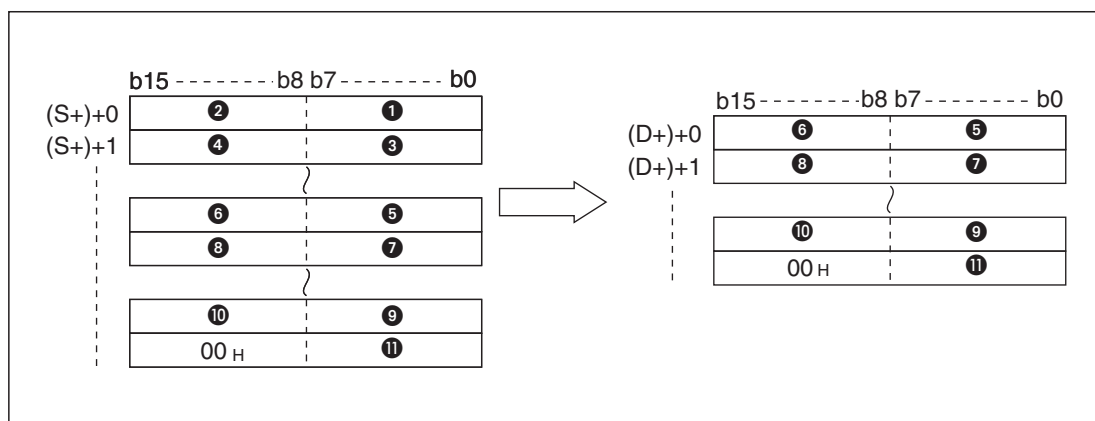 b15 - - - - - - - - - - b8 b7 - - - - - - - - - - b0
(S+)+0 ❷ ❶
(S+)+1 ❹ ❸
❻ ❺
❽ ❼
❿ ❾
00 H ⓫
b15 - - - - - - - - - - b8 b7 - - - - - - - - - - b0
(D+)+0 ❻ ❺
(D+)+1 ❽ ❼
❿ ❾
00 H ⓫